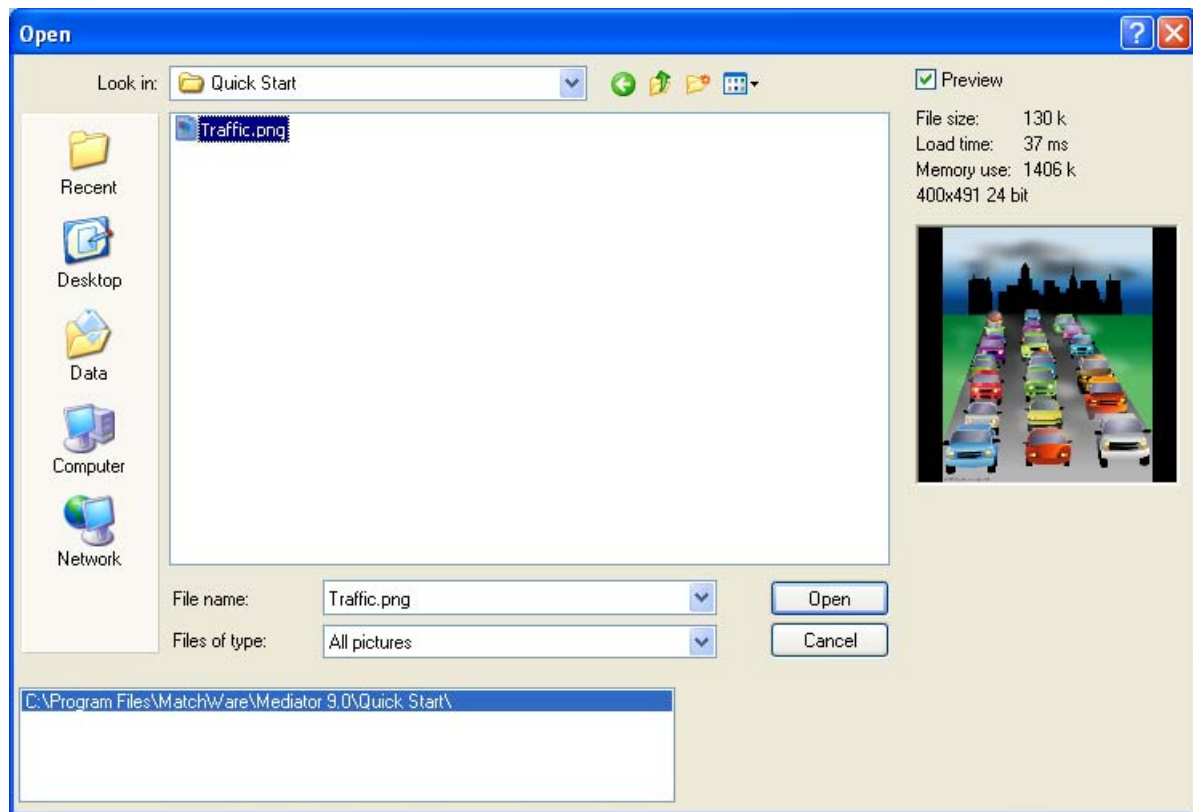 Open
Look in: Quick Start
Preview
File size: 130 k
Load time: 37 ms
Memory use: 1406 k
400x491 24 bit
Traffic.png
Recent
Desktop
Data
Computer
Network
File name: Traffic.png
Open
Files of type: All pictures
Cancel
C:\Program Files\MatchWare\Mediator 9.0\Quick Start\